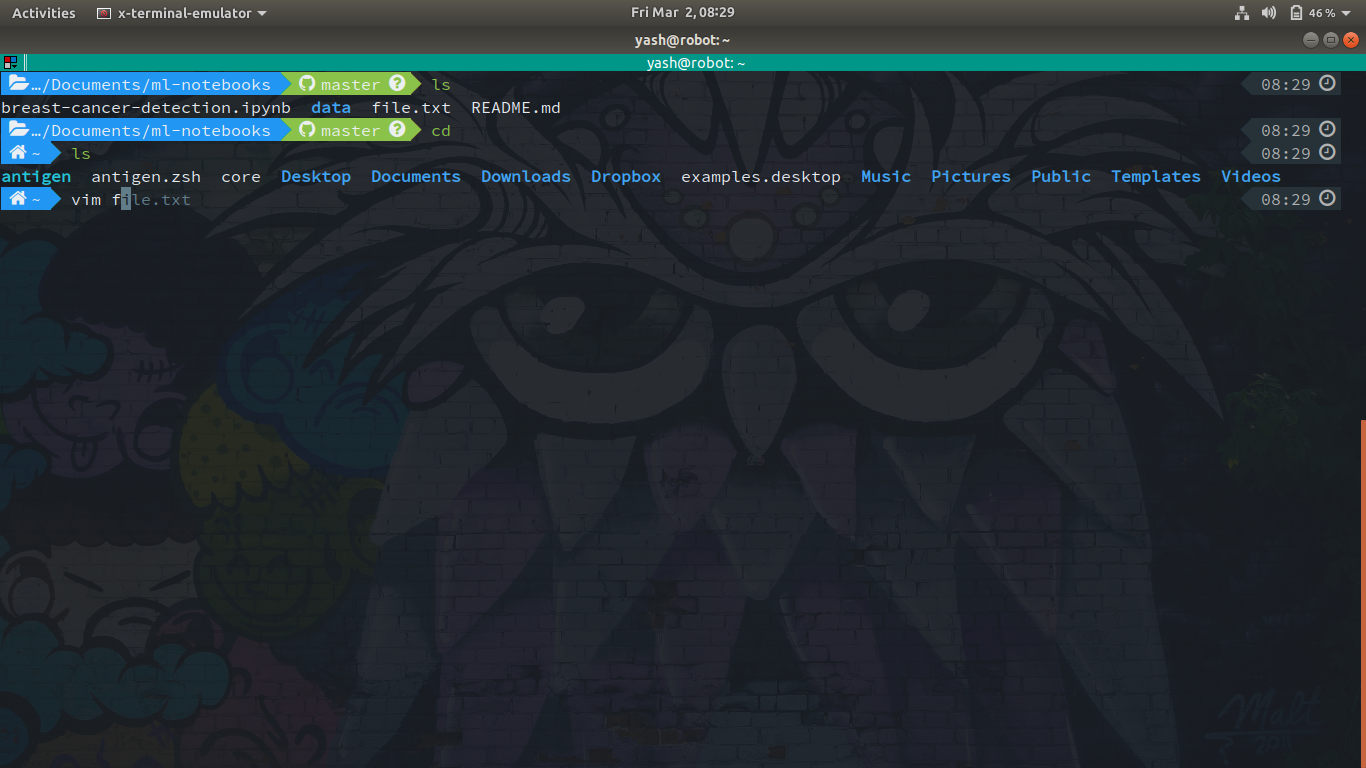 Activities x-terminal-emulator Fri Mar 2, 08:29 46 %
yash@robot: ~
yash@robot: ~
…/Documents/ml-notebooks master ? ls 08:29
breast-cancer-detection.ipynb data file.txt README.md
…/Documents/ml-notebooks master ? cd 08:29
~ ls 08:29
antigen antigen.zsh core Desktop Documents Downloads Dropbox examples.desktop Music Pictures Public Templates Videos
~ vim file.txt 08:29
Malt